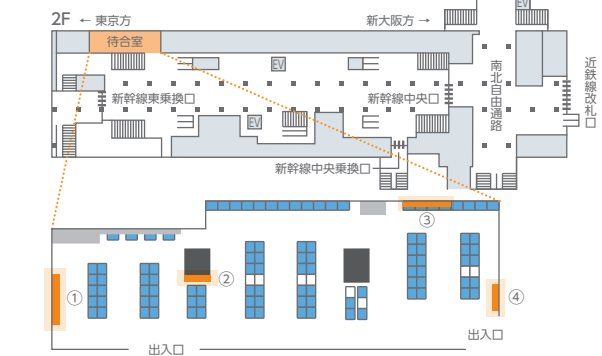 2F ← 東京方
新大阪方 →
EV
待合室
EV
新幹線東乗換口
新幹線中央口
南北自由通路
近鉄線改札口
EV
新幹線中央乗換口
①
②
③
④
出入口
出入口